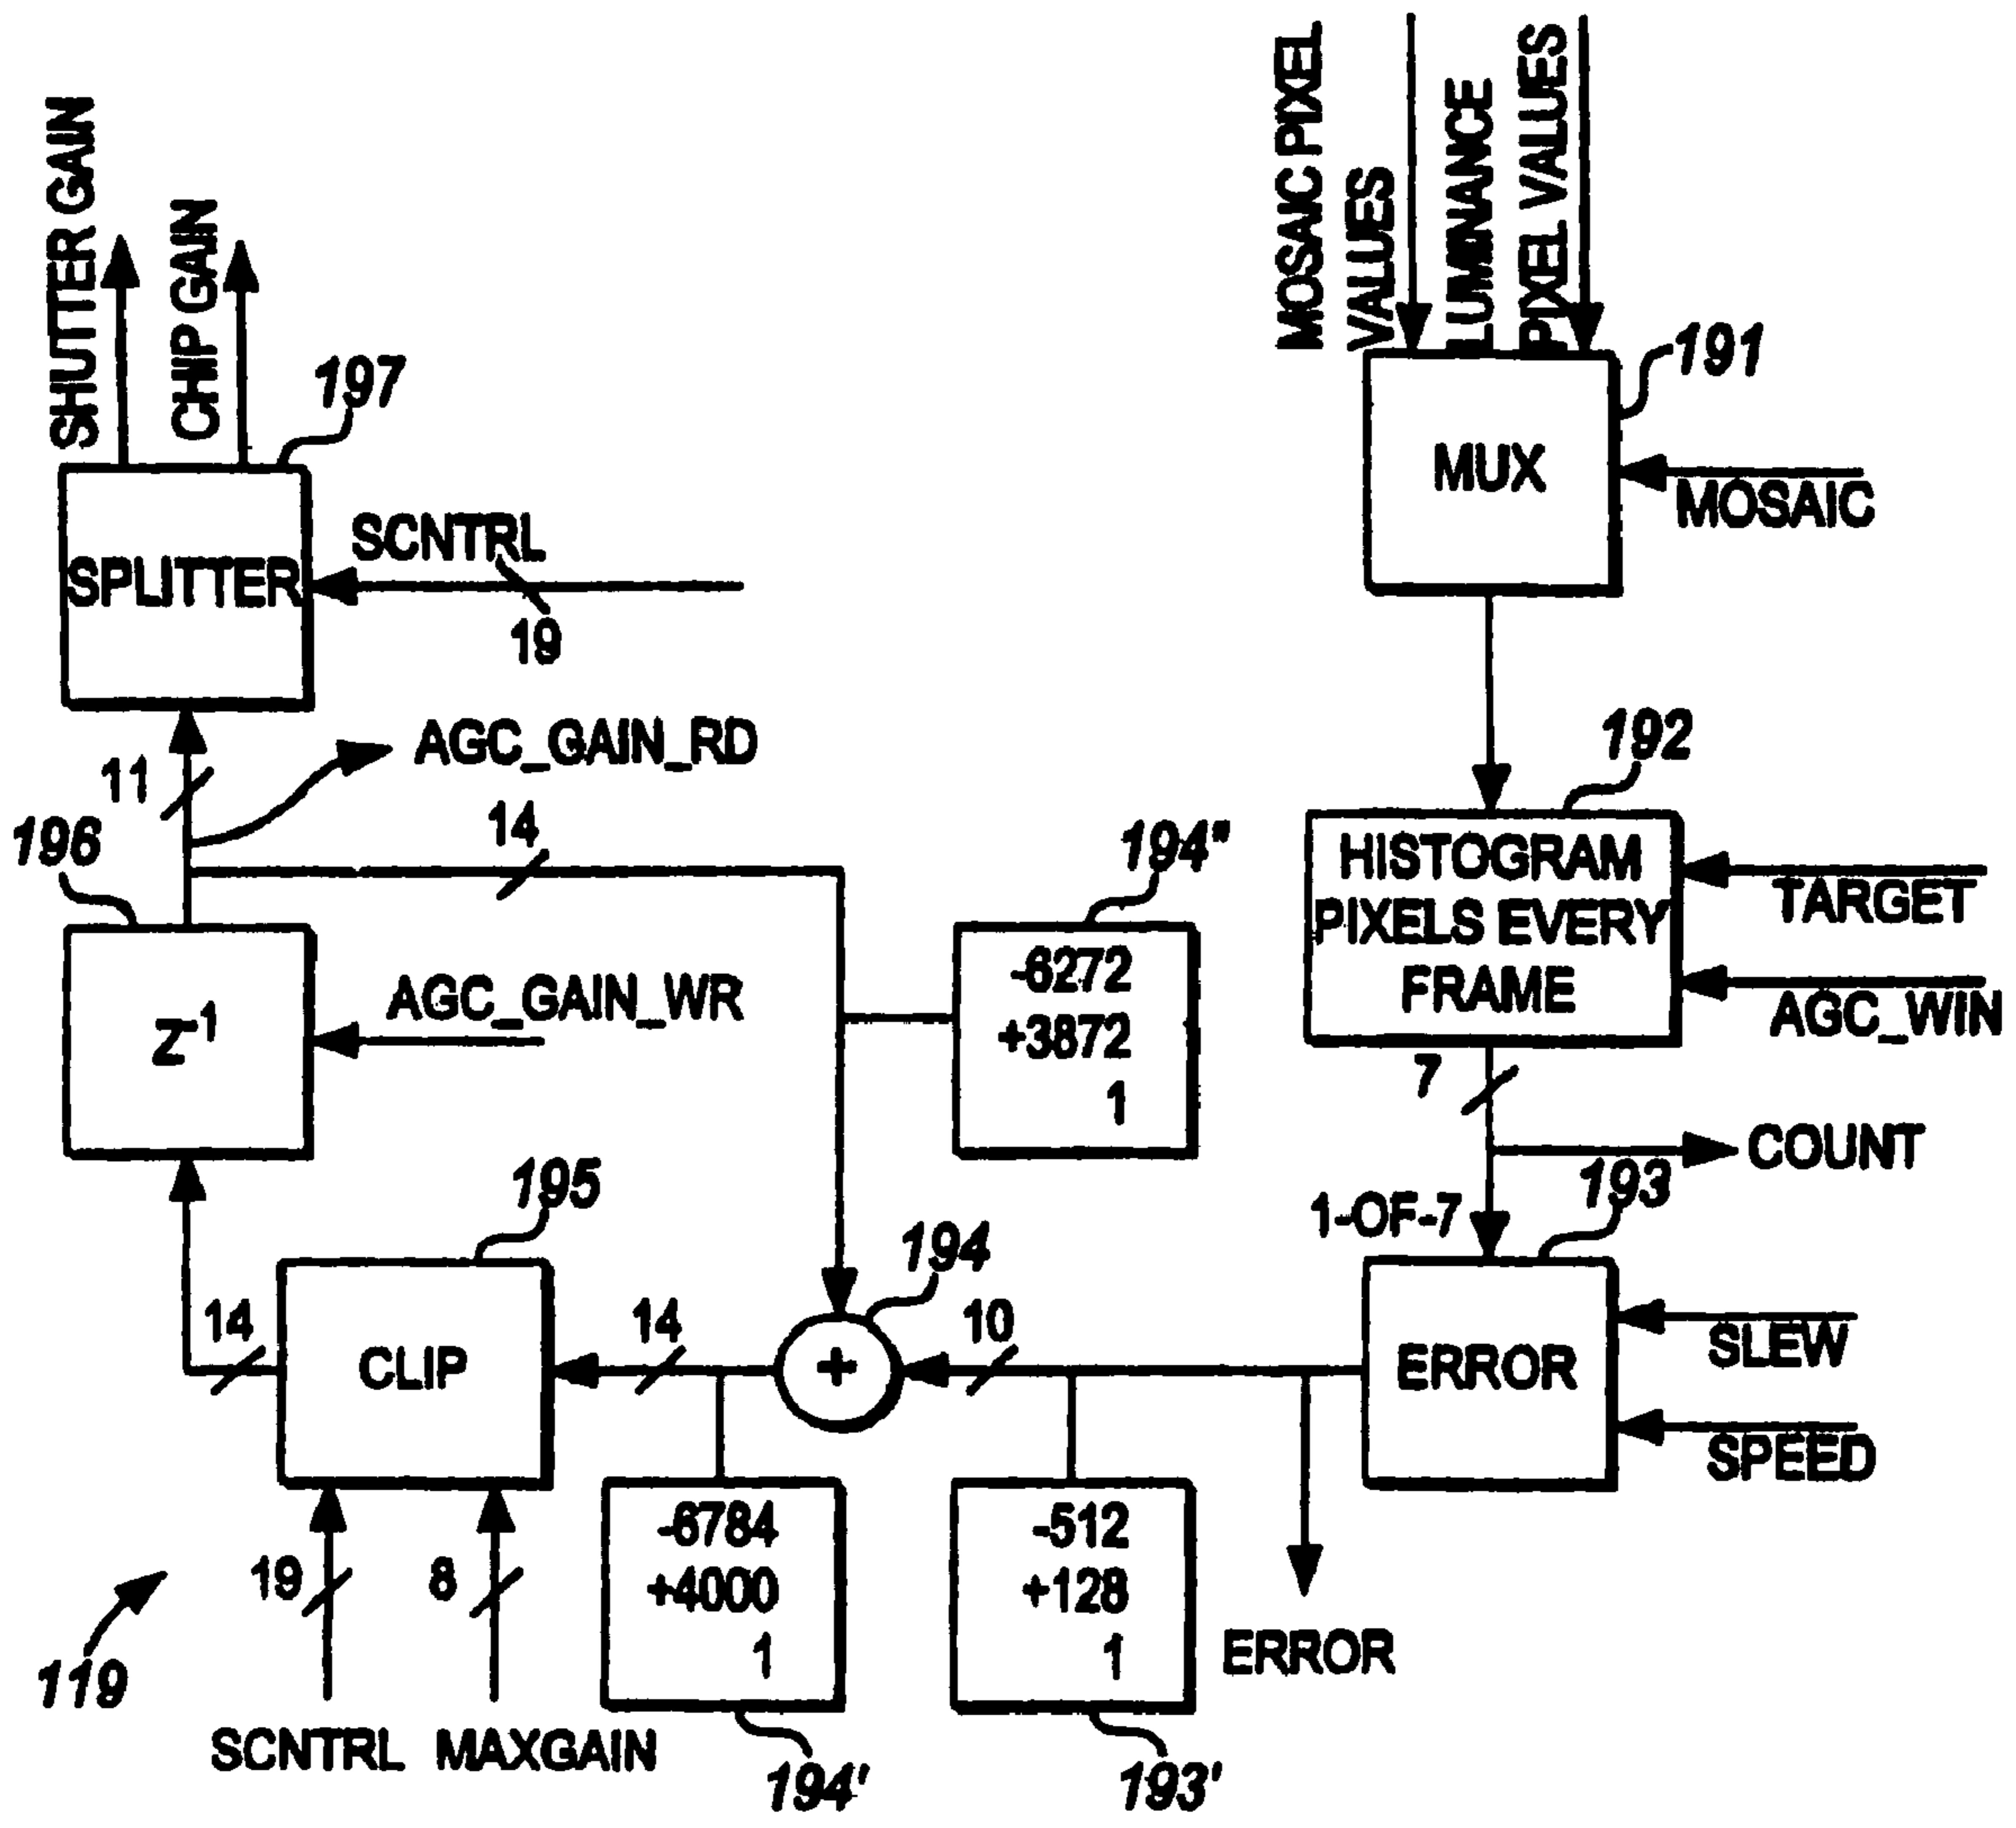 MOSAIC PIXEL
VALUES
LUMINANCE
PIXEL VALUES
191
MUX
MOSAIC
192
HISTOGRAM
PIXELS EVERY
FRAME
TARGET
AGC_WIN
7
COUNT
1-OF-7
193
ERROR
SLEW
SPEED
ERROR
10
-512
+128
1
193'
194
+
194"
-6272
+3872
1
14
-6784
+4000
1
194'
195
CLIP
19
8
SCNTRL
MAXGAIN
14
196
Z-1
AGC_GAIN_WR
14
AGC_GAIN_RD
11
197
SPLITTER
SCNTRL
19
SHUTTER GAIN
CHIP GAIN
119